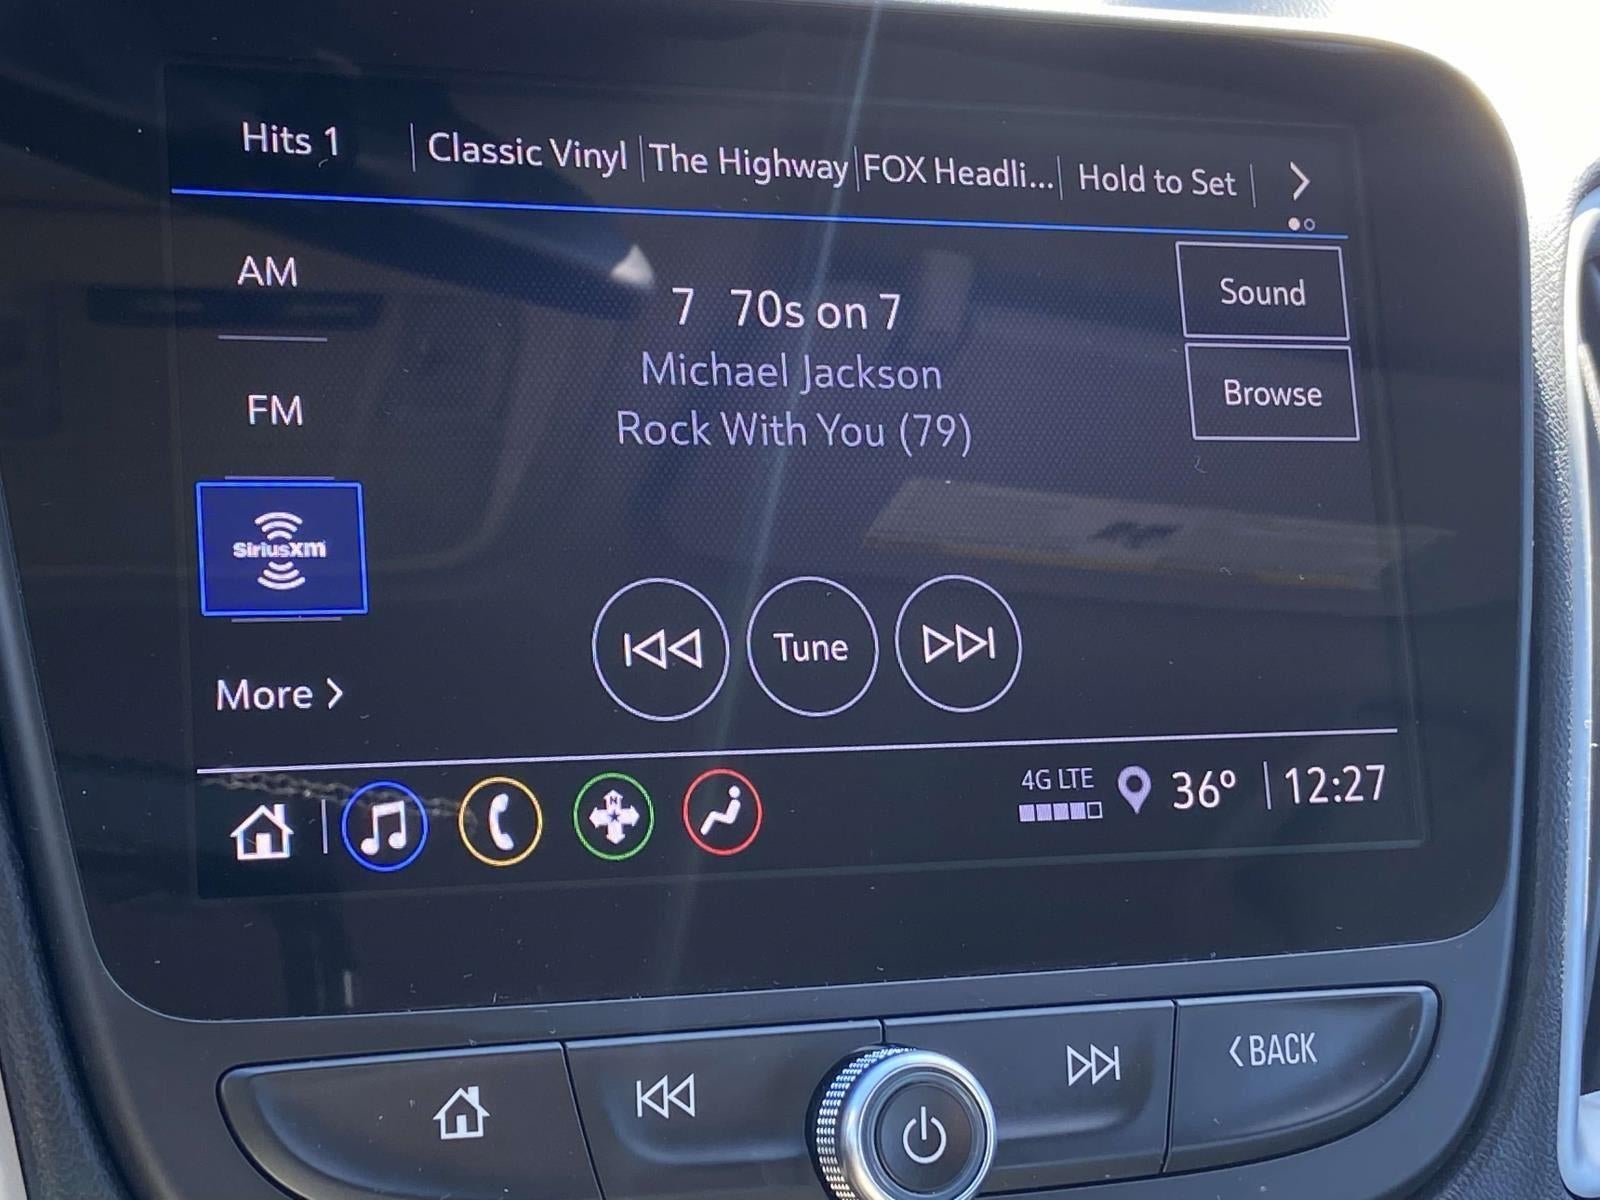 Hits 1
Classic Vinyl
The Highway
FOX Headli...
Hold to Set
AM
7 70s on 7
Sound
Michael Jackson
Browse
FM
Rock With You (79)
SiriusXM
Tune
More
4G LTE
36º
12:27
N
BACK